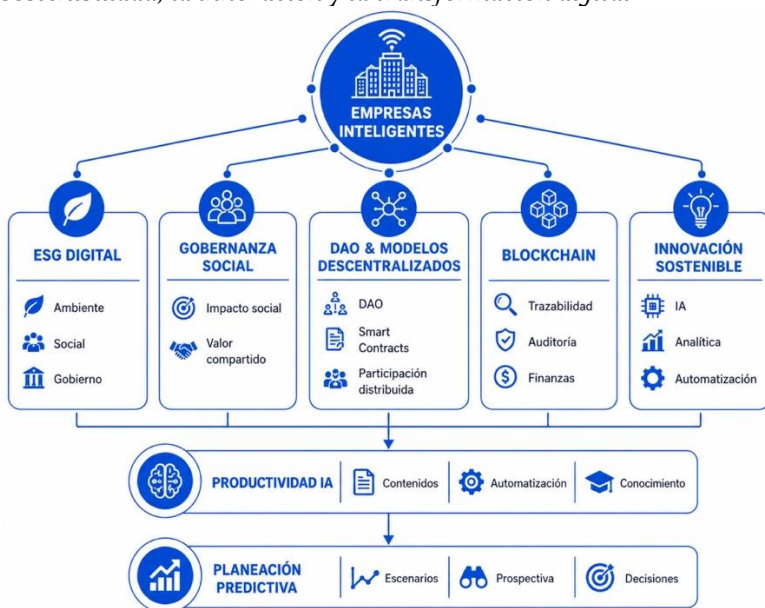 EMPRESAS
INTELIGENTES
ESG DIGITAL
Ambiente
Social
Gobierno
GOBERNANZA
SOCIAL
Impacto social
Valor
compartido
DAO & MODELOS
DESCENTRALIZADOS
DAO
Smart
Contracts
Participación
distribuida
BLOCKCHAIN
Trazabilidad
Auditoría
Finanzas
INNOVACIÓN
SOSTENIBLE
IA
Analítica
Automatización
PRODUCTIVIDAD IA
Contenidos
Automatización
Conocimiento
PLANEACIÓN
PREDICTIVA
Escenarios
Prospectiva
Decisiones